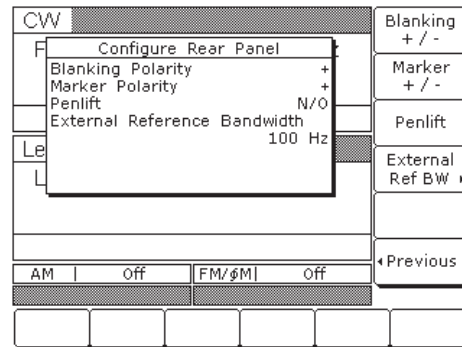 CW
F
z
Configure Rear Panel
Blanking Polarity +
Marker Polarity +
Penlift N/O
External Reference Bandwidth
100 Hz
Le
L
AM | Off
FM/ϕM| Off
Blanking
+ / -
Marker
+ / -
Penlift
External
Ref BW
Previous